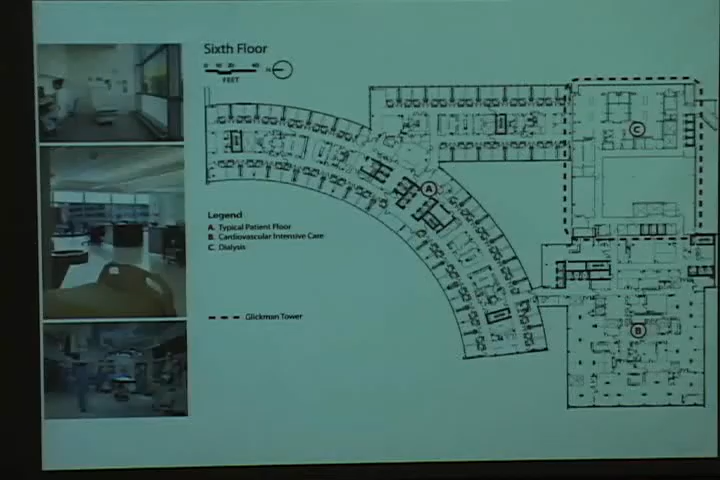 Sixth Floor
FEET
N
Legend
A. Typical Patient Floor
B. Cardiovascular Intensive Care
C. Dialysis
Glickman Tower
C
A
B